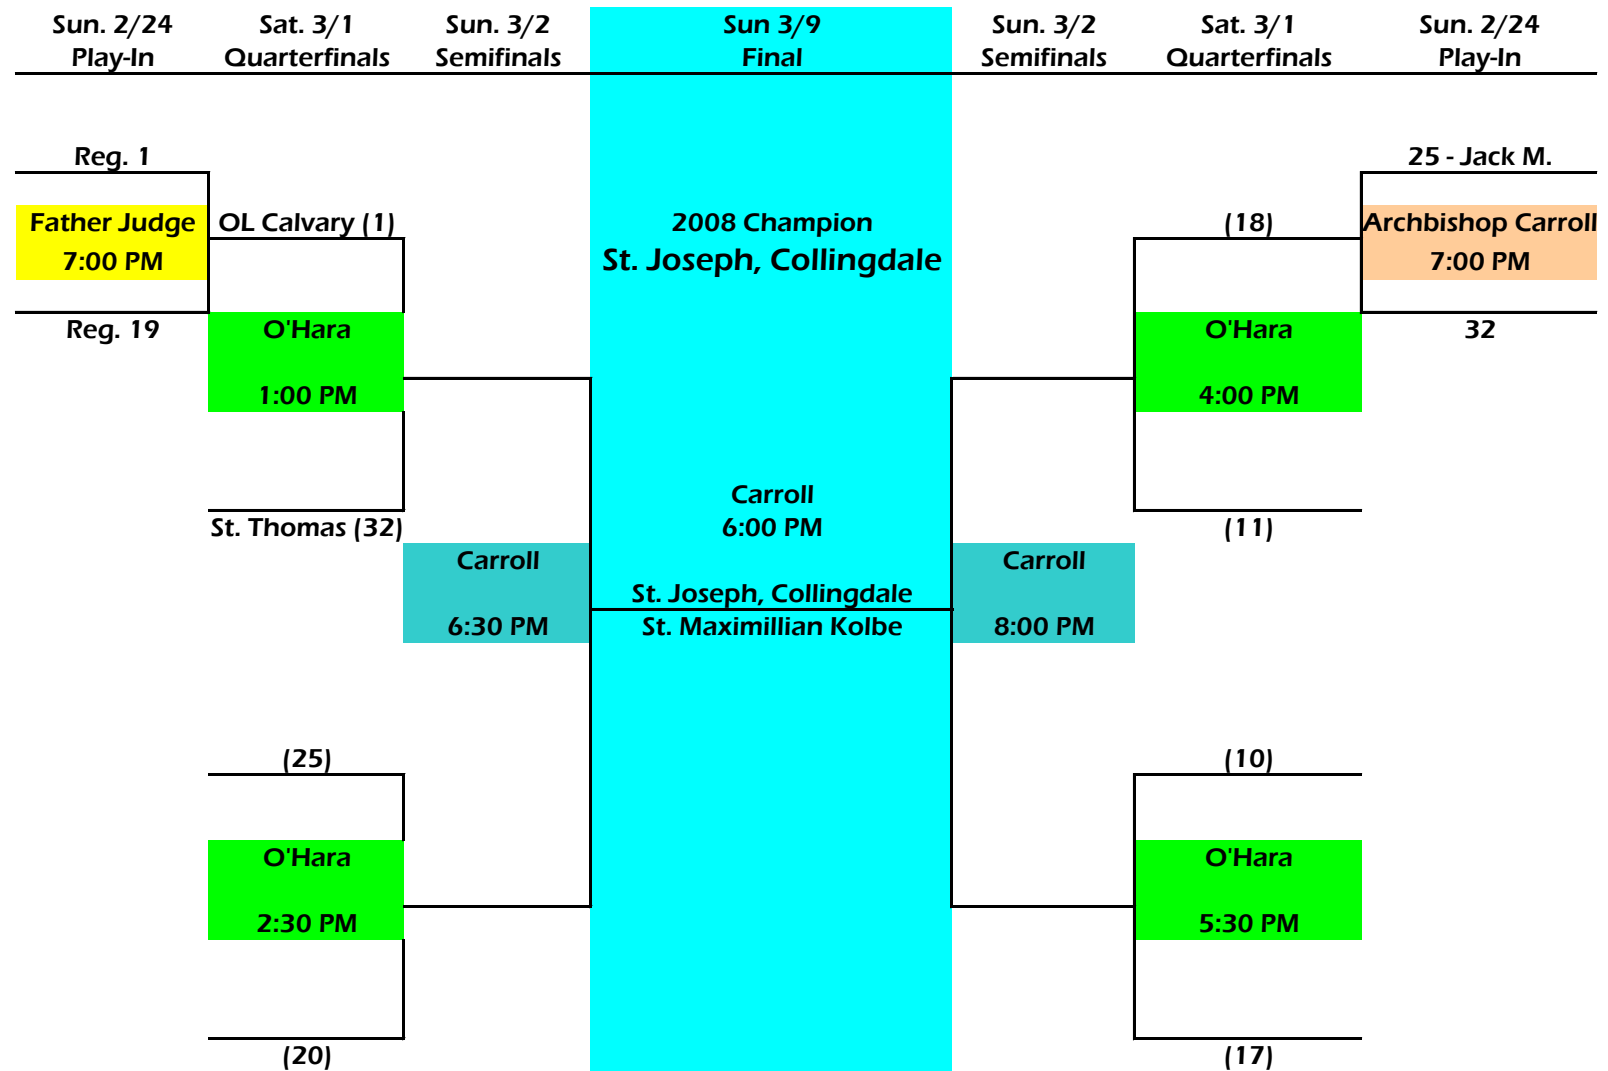 Sun. 2/24 Sat. 3/1 Sun. 3/2 Sun 3/9 Sun. 3/2 Sat. 3/1 Sun. 2/24
Play-In Quarterfinals Semifinals Final Semifinals Quarterfinals Play-In
Reg. 1 25 - Jack M.
Father Judge OL Calvary (1) 2008 Champion (18) Archbishop Carroll
7:00 PM St. Joseph, Collingdale 7:00 PM
Reg. 19 O'Hara O'Hara 32
1:00 PM 4:00 PM
Carroll
St. Thomas (32) 6:00 PM (11)
Carroll Carroll
St. Joseph, Collingdale
6:30 PM St. Maximillian Kolbe 8:00 PM
(25) (10)
O'Hara O'Hara
2:30 PM 5:30 PM
(20) (17)